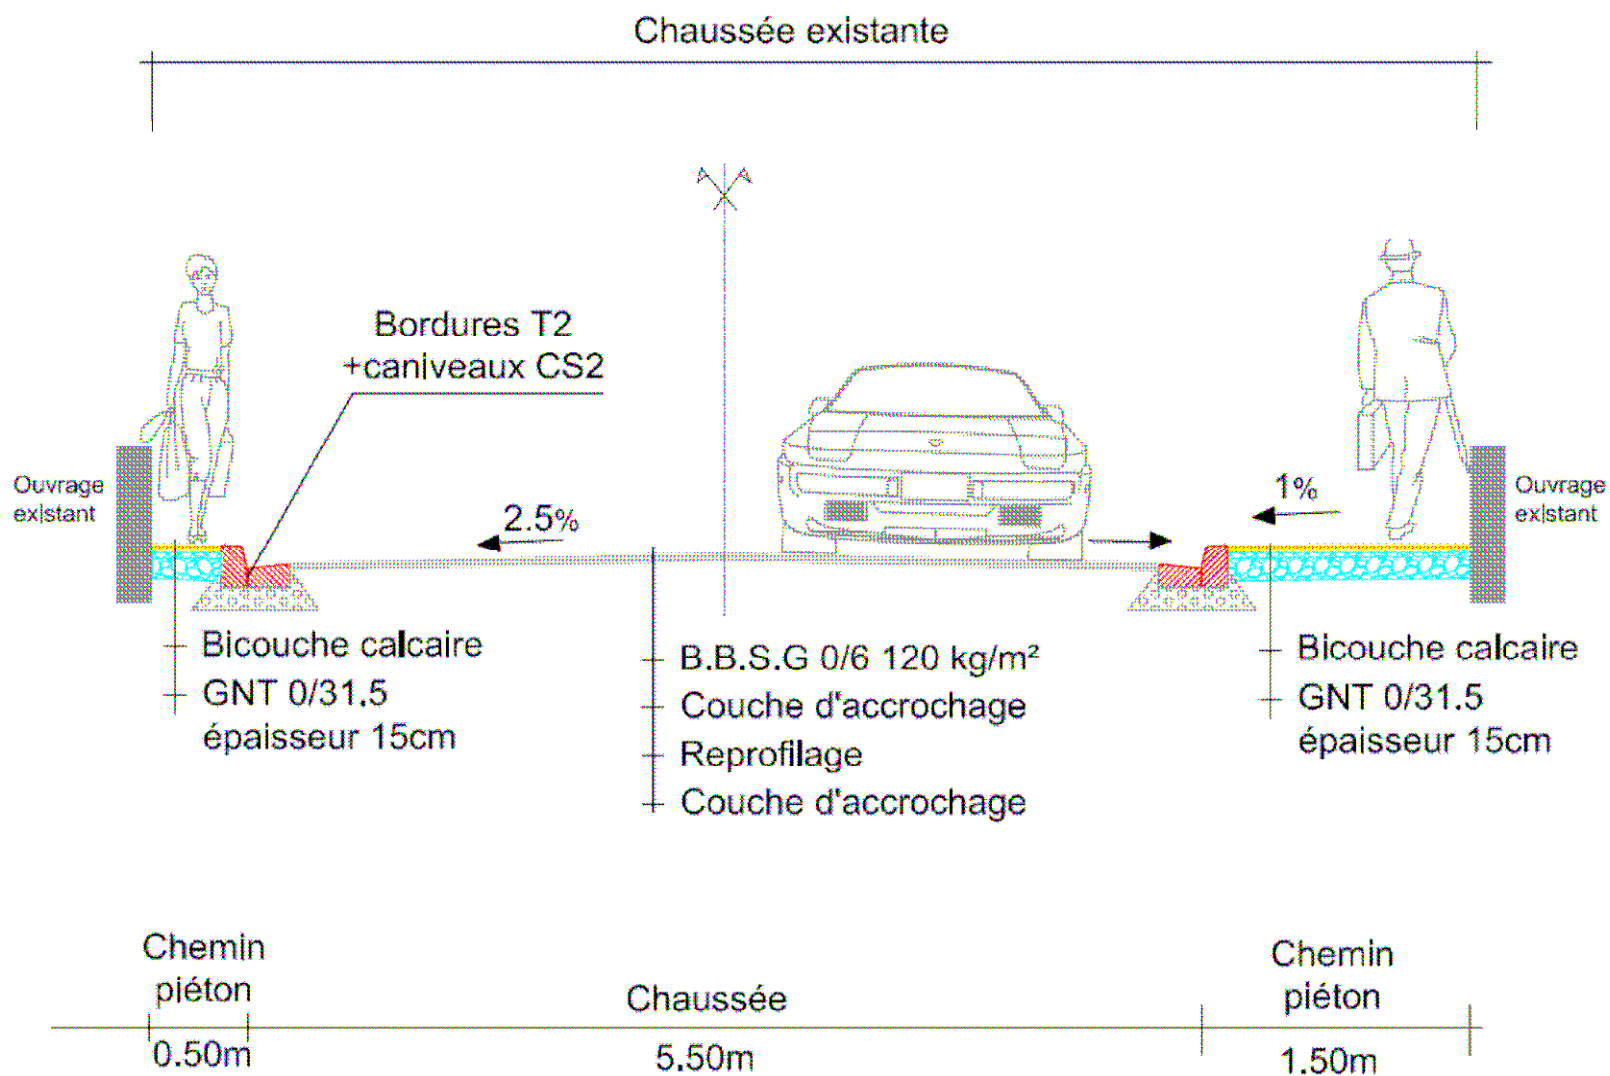 Chaussée existante
Bordures T2
+caniveaux CS2
Ouvrage
existant
2.5%
1%
Ouvrage
existant
Bicouche calcaire
GNT 0/31.5
épaisseur 15cm
B.B.S.G 0/6 120 kg/m²
Couche d'accrochage
Reprofilage
Couche d'accrochage
Bicouche calcaire
GNT 0/31.5
épaisseur 15cm
Chemin
piéton
0.50m
Chaussée
5.50m
Chemin
piéton
1.50m